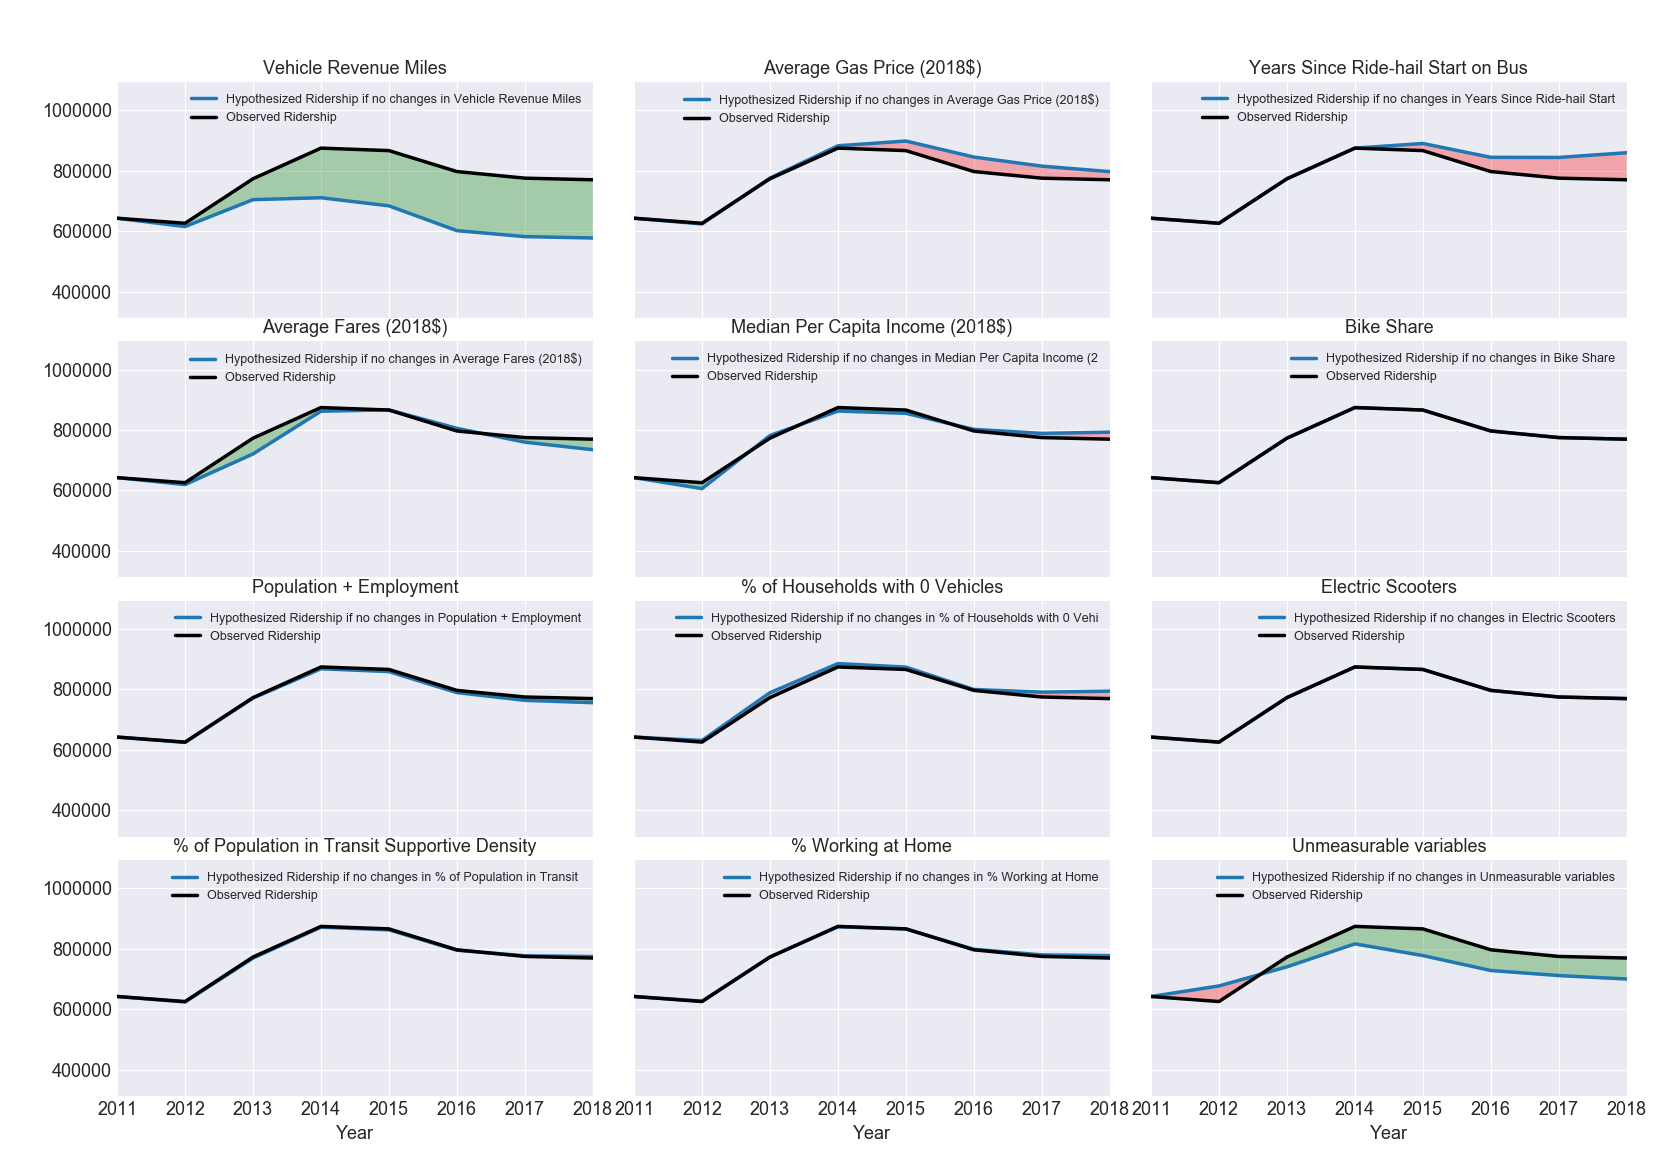 Vehicle Revenue Miles
Hypothesized Ridership if no changes in Vehicle Revenue Miles
Observed Ridership
1000000
800000
600000
400000
Average Gas Price (2018$)
Hypothesized Ridership if no changes in Average Gas Price (2018$)
Observed Ridership
Years Since Ride-hail Start on Bus
Hypothesized Ridership if no changes in Years Since Ride-hail Start
Observed Ridership
Average Fares (2018$)
Hypothesized Ridership if no changes in Average Fares (2018$)
Observed Ridership
1000000
800000
600000
400000
Median Per Capita Income (2018$)
Hypothesized Ridership if no changes in Median Per Capita Income (2
Observed Ridership
Bike Share
Hypothesized Ridership if no changes in Bike Share
Observed Ridership
Population + Employment
Hypothesized Ridership if no changes in Population + Employment
Observed Ridership
1000000
800000
600000
400000
% of Households with 0 Vehicles
Hypothesized Ridership if no changes in % of Households with 0 Vehi
Observed Ridership
Electric Scooters
Hypothesized Ridership if no changes in Electric Scooters
Observed Ridership
% of Population in Transit Supportive Density
Hypothesized Ridership if no changes in % of Population in Transit
Observed Ridership
1000000
800000
600000
400000
2011 2012 2013 2014 2015 2016 2017 2018
Year
% Working at Home
Hypothesized Ridership if no changes in % Working at Home
Observed Ridership
2011 2012 2013 2014 2015 2016 2017 2018
Year
Unmeasurable variables
Hypothesized Ridership if no changes in Unmeasurable variables
Observed Ridership
2011 2012 2013 2014 2015 2016 2017 2018
Year